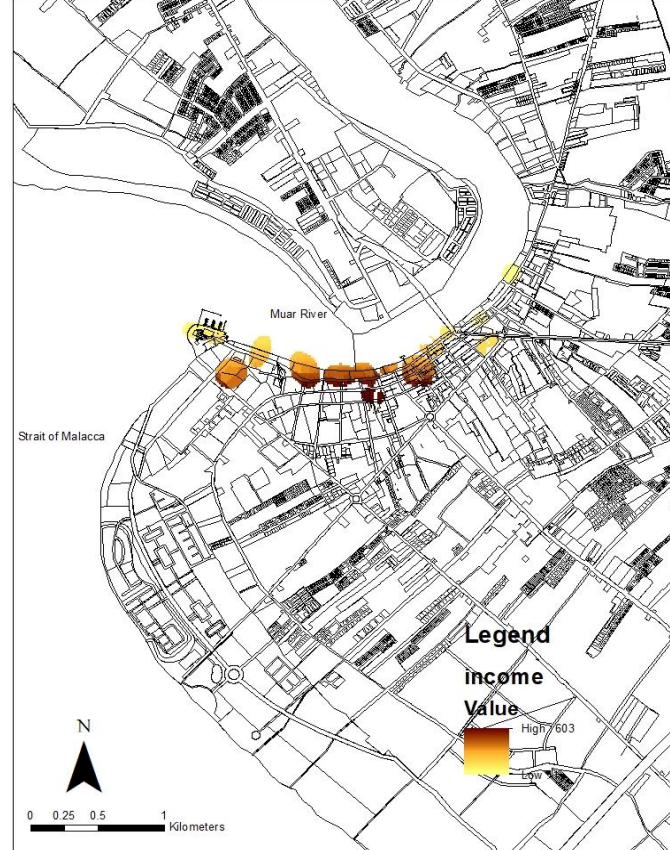 Muar River
Strait of Malacca
Legend
income
Value
High : 603
Low
N
0 0.25 0.5 1
Kilometers